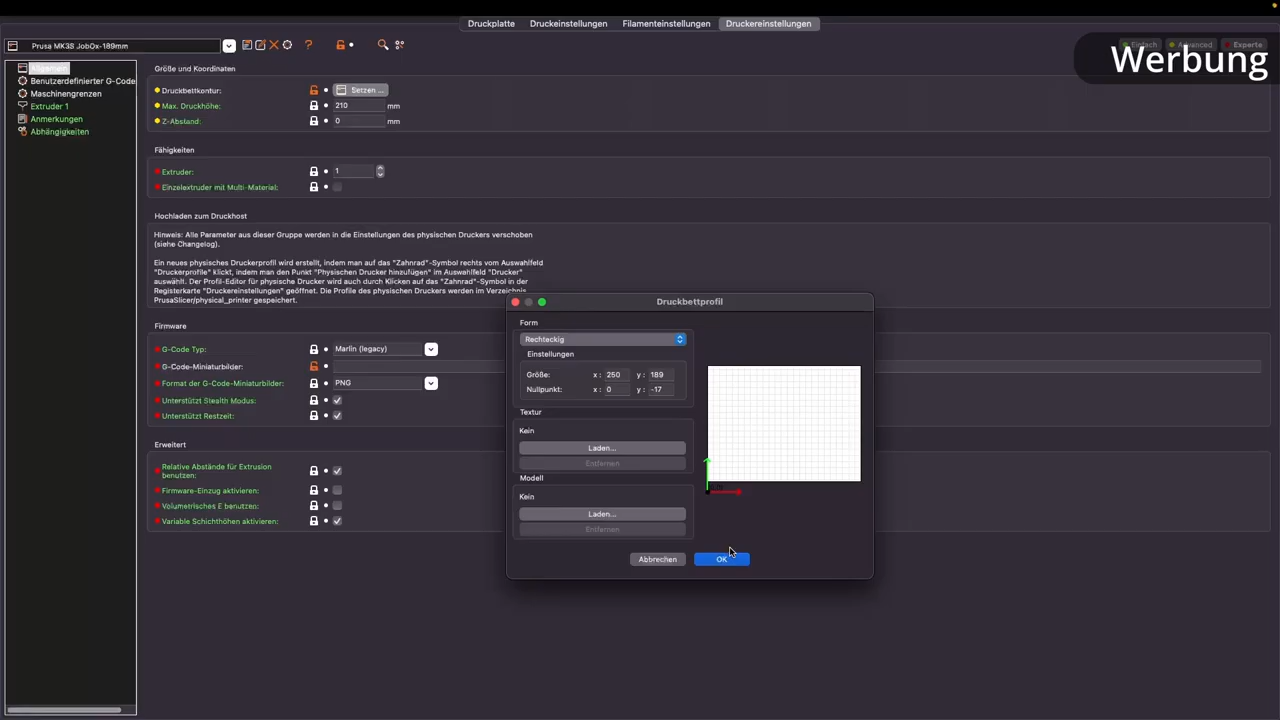 Druckplatte Druckeinstellungen Filamenteinstellungen Druckereinstellungen
Prusa MK3S JobOx-189mm
Einfach Advanced Experte
Werbung
Allgemein
Benutzerdefinierter G-Code
Maschinengrenzen
Extruder 1
Anmerkungen
Abhängigkeiten
Größe und Koordinaten
Druckbettkontur: Setzen ...
Max. Druckhöhe: 210 mm
Z-Abstand: 0 mm
Fähigkeiten
Extruder: 1
Einzelextruder mit Multi-Material:
Hochladen zum Druckhost
Hinweis: Alle Parameter aus dieser Gruppe werden in die Einstellungen des physischen Druckers verschoben
(siehe Changelog).
Ein neues physisches Druckerprofil wird erstellt, indem man auf das "Zahnrad"-Symbol rechts vom Auswahlfeld
"Druckerprofile" klickt, indem man den Punkt "Physischen Drucker hinzufügen" im Auswahlfeld "Drucker"
auswählt. Der Profil-Editor für physische Drucker wird auch durch Klicken auf das "Zahnrad"-Symbol in der
Registerkarte "Druckereinstellungen" geöffnet. Die Profile des physischen Druckers werden im Verzeichnis
PrusaSlicer/physical_printer gespeichert.
Firmware
G-Code Typ: Marlin (legacy)
G-Code-Miniaturbilder:
Format der G-Code-Miniaturbilder: PNG
Unterstützt Stealth Modus:
Unterstützt Restzeit:
Erweitert
Relative Abstände für Extrusion
benutzen:
Firmware-Einzug aktivieren:
Volumetrisches E benutzen:
Variable Schichthöhen aktivieren:
Druckbettprofil
Form
Rechteckig
Einstellungen
Größe: x: 250 y: 189
Nullpunkt: x: 0 y: -17
Textur
Kein
Laden...
Entfernen
Modell
Kein
Laden...
Entfernen
Abbrechen OK